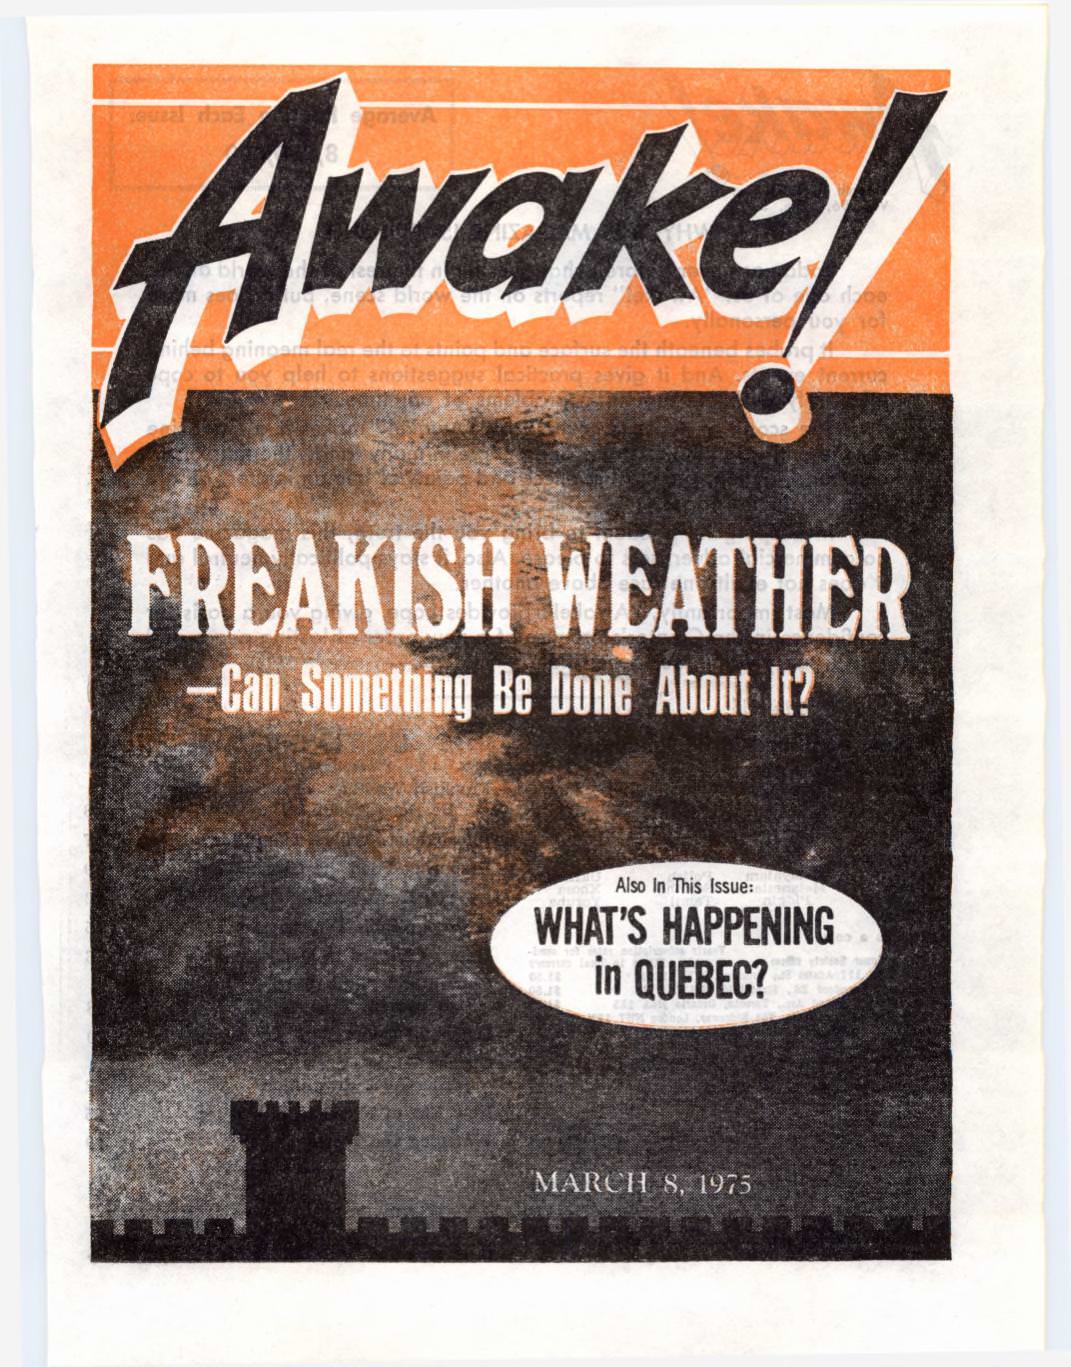 Awake!
FREAKISH WEATHER
—Can Something Be Done About It?
Also In This Issue:
WHAT'S HAPPENING
in QUEBEC?
MARCH 8, 1975